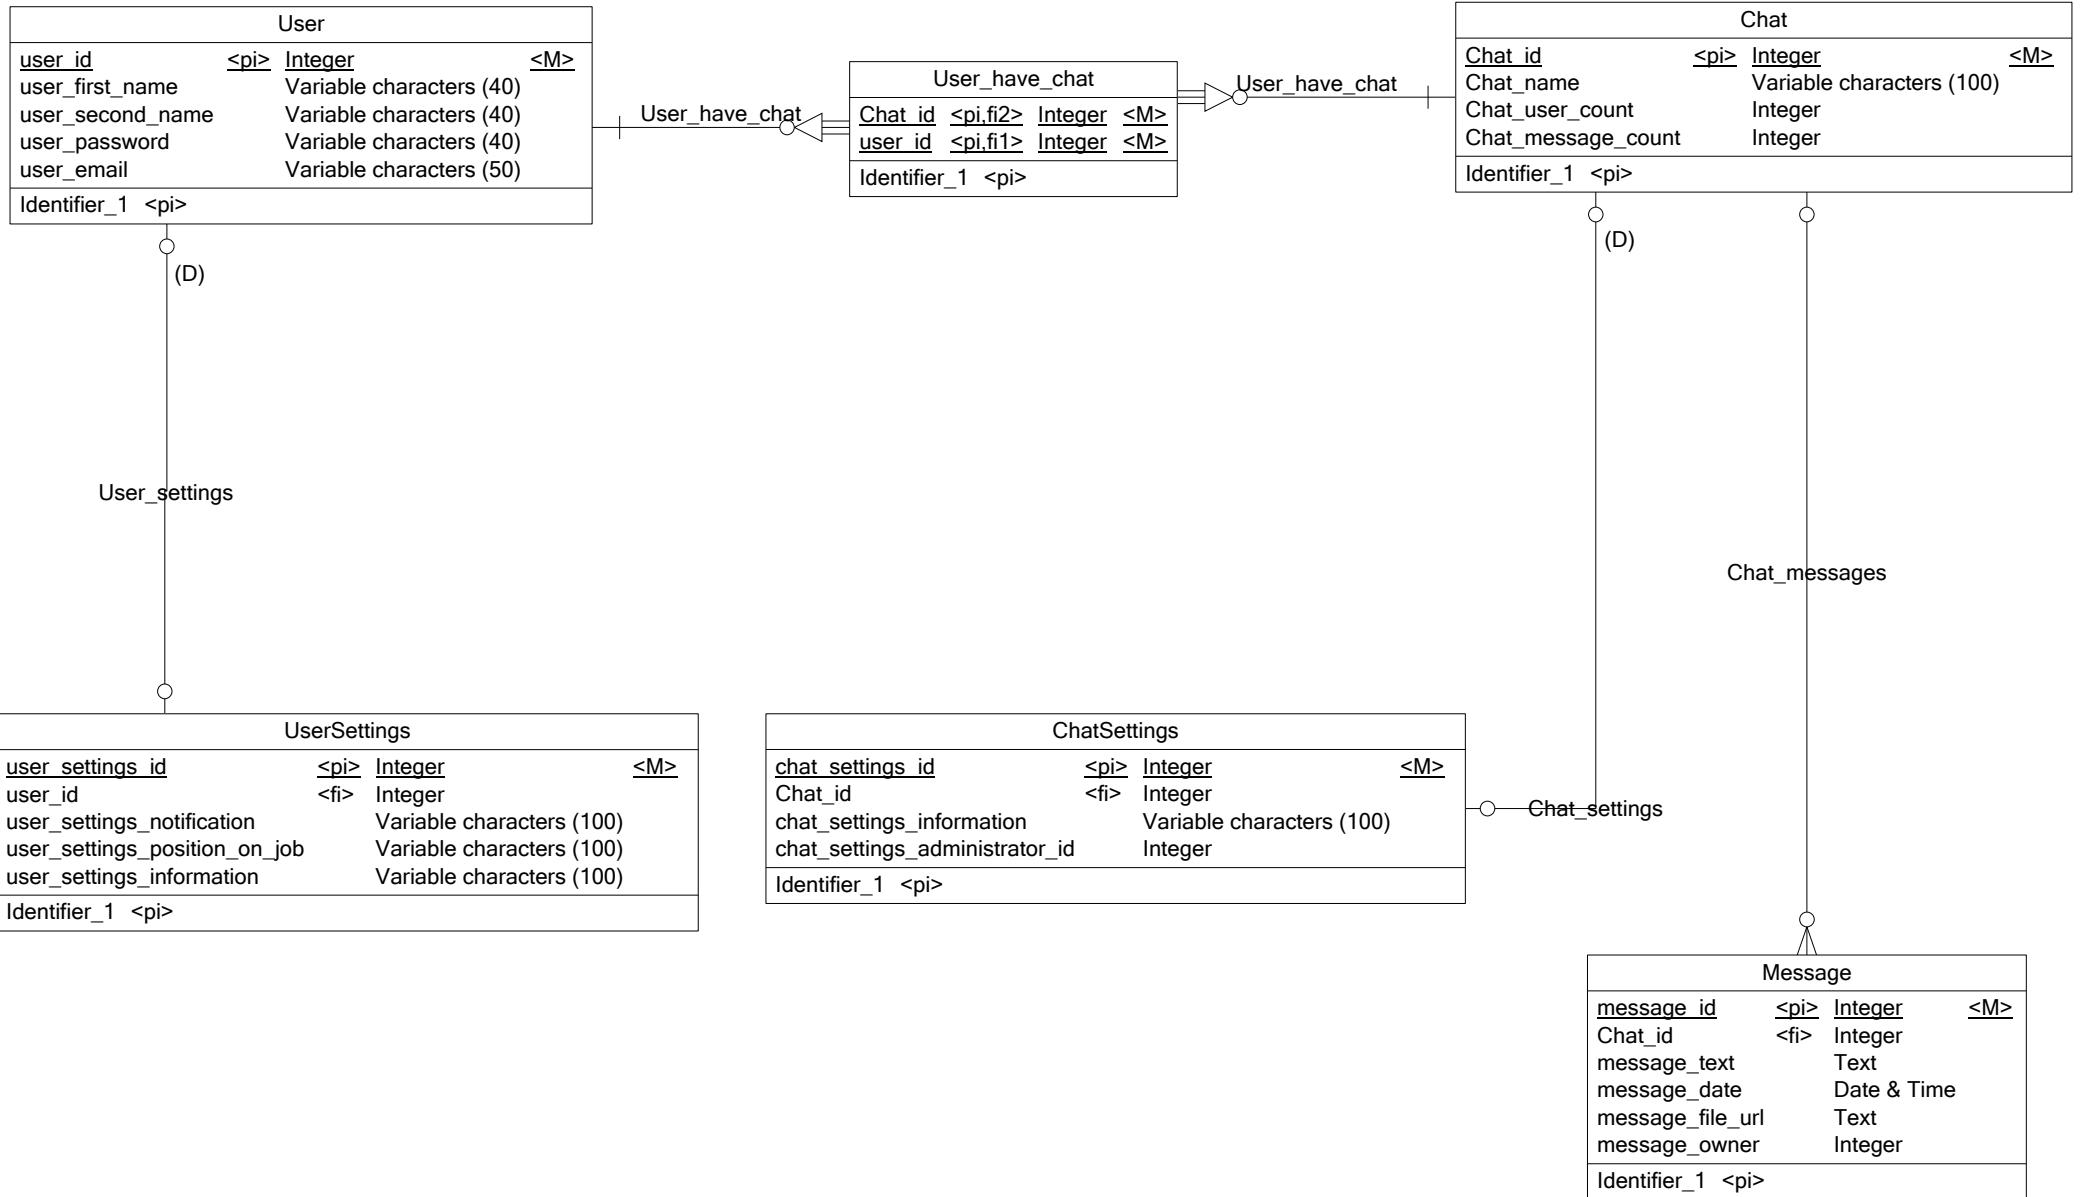 User
user_id <pi> Integer <M>
user_first_name Variable characters (40)
user_second_name Variable characters (40)
user_password Variable characters (40)
user_email Variable characters (50)
Identifier_1 <pi>
User_have_chat
User_have_chat
Chat_id <pi,fi2> Integer <M>
user_id <pi,fi1> Integer <M>
Identifier_1 <pi>
User_have_chat
Chat
Chat_id <pi> Integer <M>
Chat_name Variable characters (100)
Chat_user_count Integer
Chat_message_count Integer
Identifier_1 <pi>
(D)
(D)
User_settings
Chat_messages
UserSettings
user_settings_id <pi> Integer <M>
user_id <fi> Integer
user_settings_notification Variable characters (100)
user_settings_position_on_job Variable characters (100)
user_settings_information Variable characters (100)
Identifier_1 <pi>
ChatSettings
chat_settings_id <pi> Integer <M>
Chat_id <fi> Integer
chat_settings_information Variable characters (100)
chat_settings_administrator_id Integer
Identifier_1 <pi>
Chat_settings
Message
message_id <pi> Integer <M>
Chat_id <fi> Integer
message_text Text
message_date Date & Time
message_file_url Text
message_owner Integer
Identifier_1 <pi>